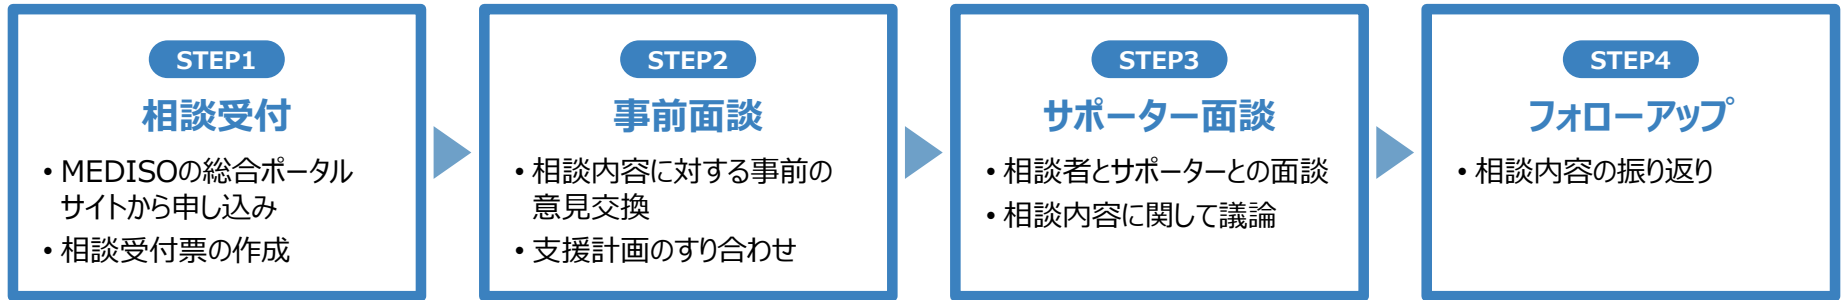 STEP1
相談受付
• MEDISOの総合ポータル
サイトから申し込み
• 相談受付票の作成
STEP2
事前面談
• 相談内容に対する事前の
意見交換
• 支援計画のすり合わせ
STEP3
サポーター面談
• 相談者とサポーターとの面談
• 相談内容に関して議論
STEP4
フォローアップ
• 相談内容の振り返り